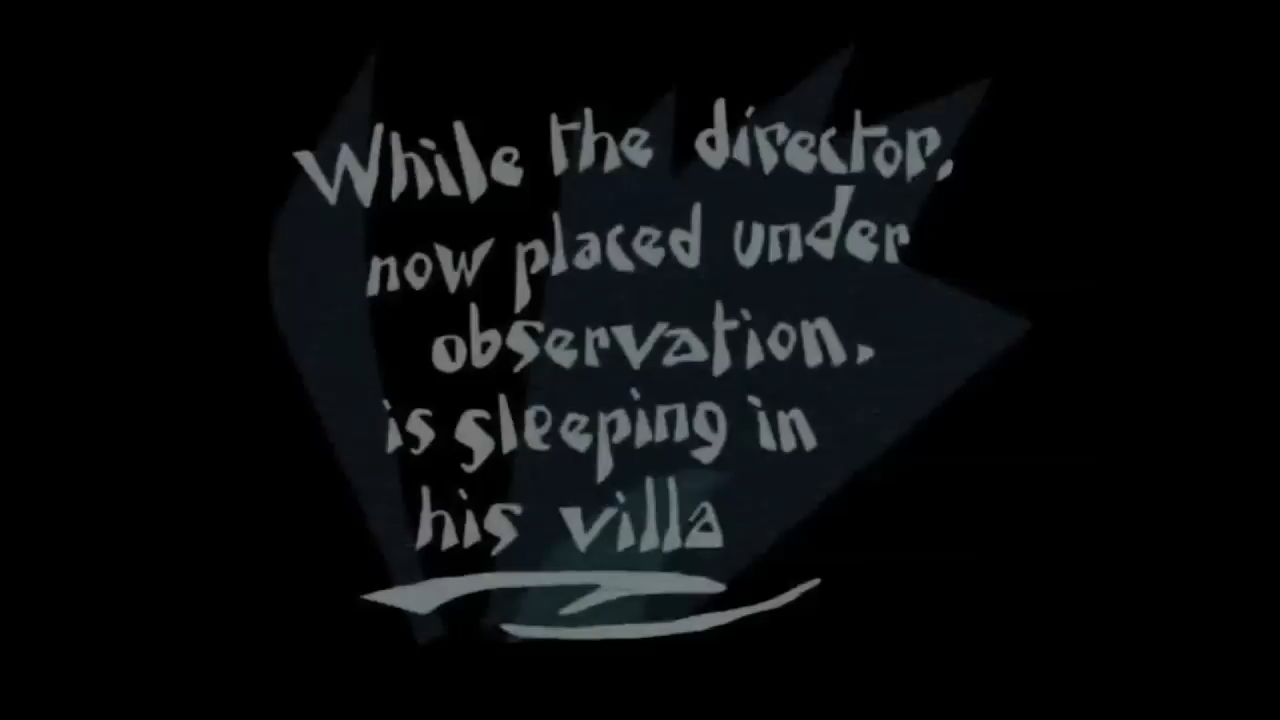 While the director,
now placed under
observation,
is sleeping in
his villa